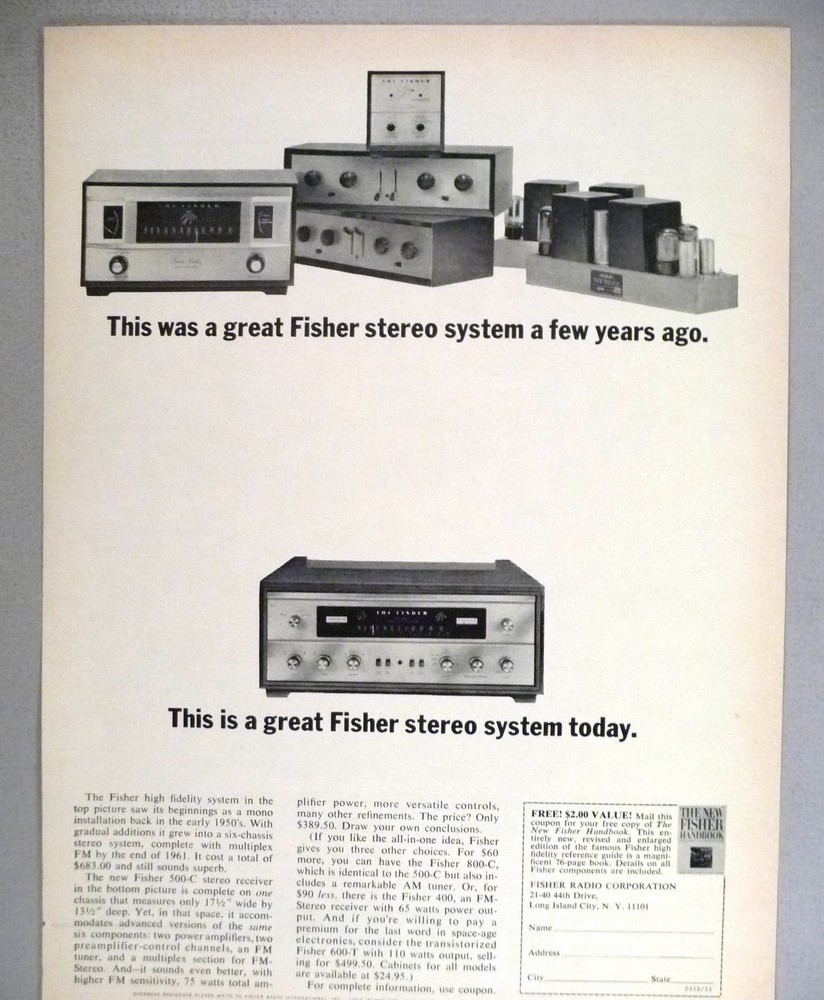 THE FISHER
THE FISHER
This was a great Fisher stereo system a few years ago.
THE FISHER
This is a great Fisher stereo system today.
The Fisher high fidelity system in the
top picture saw its beginnings as a mono
installation back in the early 1950's. With
gradual additions it grew into a six-chassis
stereo system, complete with multiplex
FM by the end of 1961. It cost a total of
$683.00 and still sounds superb.
The new Fisher 500-C stereo receiver
in the bottom picture is complete on one
chassis that measures only 17½" wide by
13½" deep. Yet, in that space, it accom-
modates advanced versions of the same
six components: two power amplifiers, two
preamplifier-control channels, an FM
tuner, and a multiplex section for FM-
Stereo. And—it sounds even better, with
higher FM sensitivity, 75 watts total am-
plifier power, more versatile controls,
many other refinements. The price? Only
$389.50. Draw your own conclusions.
(If you like the all-in-one idea, Fisher
gives you three other choices. For $60
more, you can have the Fisher 800-C,
which is identical to the 500-C but also in-
cludes a remarkable AM tuner. Or, for
$90 less, there is the Fisher 400, an FM-
Stereo receiver with 65 watts power out-
put. And if you're willing to pay a
premium for the last word in space-age
electronics, consider the transistorized
Fisher 600-T with 110 watts output, sell-
ing for $499.50. Cabinets for all models
are available at $24.95.)
For complete information, use coupon.
FREE! $2.00 VALUE! Mail this
coupon for your free copy of The
New Fisher Handbook. This en-
tirely new, revised and enlarged
edition of the famous Fisher high
fidelity reference guide is a magni-
ficent 76-page book. Details on all
Fisher components are included.
THE NEW
FISHER
HANDBOOK
FISHER RADIO CORPORATION
21-40 44th Drive,
Long Island City, N. Y. 11101
Name
Address
City State
OVERSEAS RESIDENTS PLEASE WRITE TO FISHER RADIO INTERNATIONAL, INC.